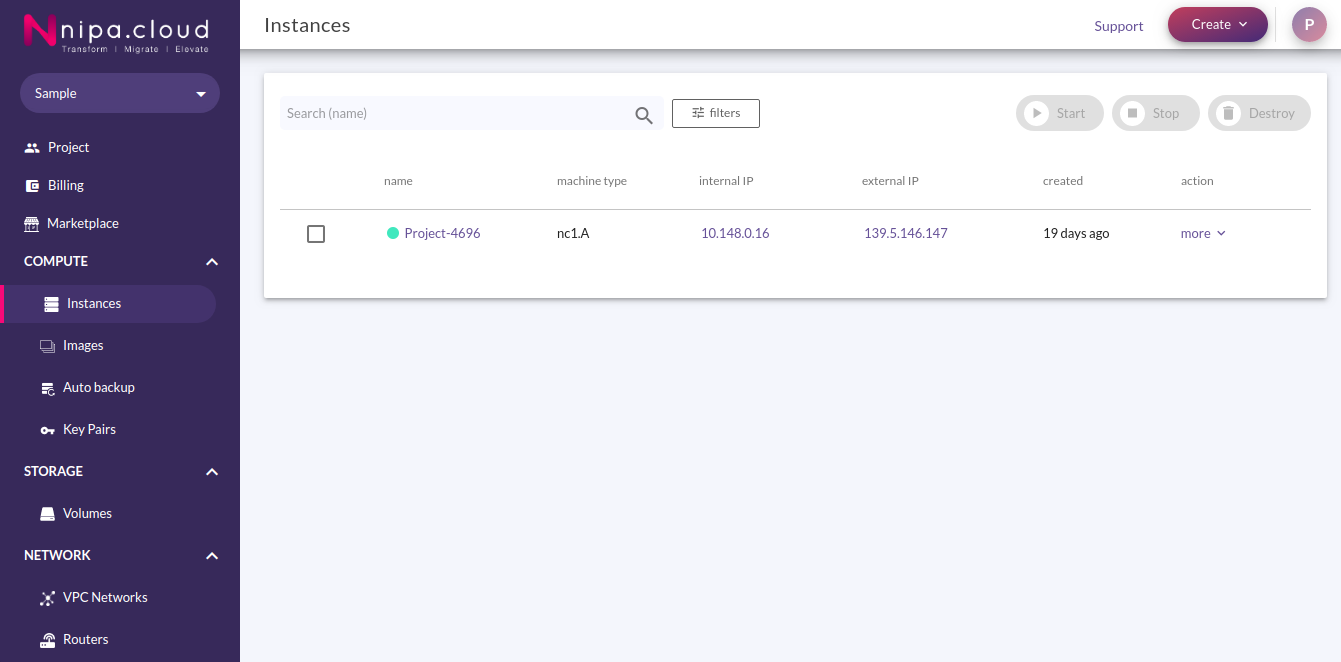 nipa.cloud
Transform | Migrate | Elevate
Sample
Project
Billing
Marketplace
COMPUTE
Instances
Images
Auto backup
Key Pairs
STORAGE
Volumes
NETWORK
VPC Networks
Routers
Instances
Support
Create
P
Search (name)
filters
Start
Stop
Destroy
name machine type internal IP external IP created action
Project-4696 nc1.A 10.148.0.16 139.5.146.147 19 days ago more